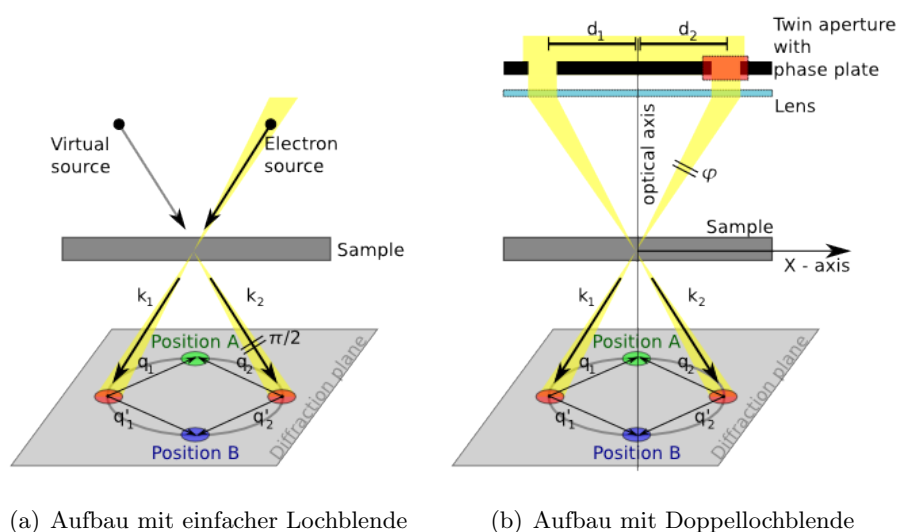 Virtual
source
Electron
source
Sample
k1
k2
π/2
Position A
q1
q2
q'1
q'2
Position B
Diffraction plane
(a) Aufbau mit einfacher Lochblende
d1
d2
Twin aperture
with
phase plate
Lens
optical axis
φ
Sample
X - axis
k1
k2
Position A
q1
q2
q'1
q'2
Position B
Diffraction plane
(b) Aufbau mit Doppellochblende